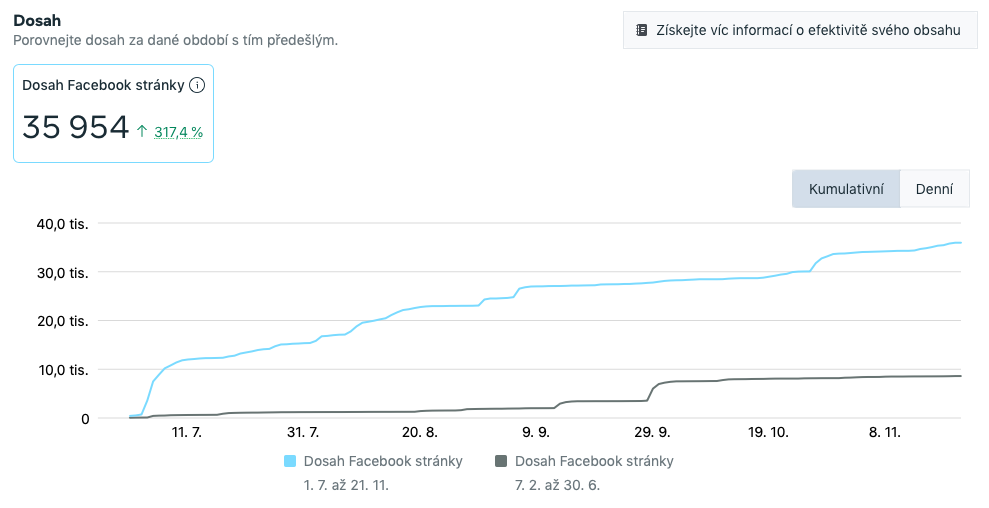 Dosah
Porovnejte dosah za dané období s tím předešlým.
Získejte víc informací o efektivitě svého obsahu
Dosah Facebook stránky
35 954 ↑ 317,4 %
Kumulativní
Denní
40,0 tis.
30,0 tis.
20,0 tis.
10,0 tis.
0
11. 7. 31. 7. 20. 8. 9. 9. 29. 9. 19. 10. 8. 11.
Dosah Facebook stránky
1. 7. až 21. 11.
Dosah Facebook stránky
7. 2. až 30. 6.